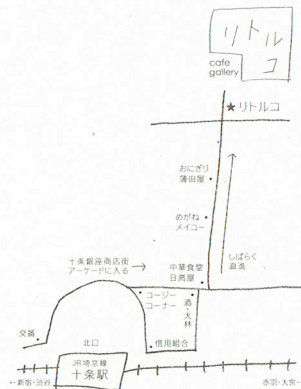 リトルコ
cafe
gallery
★リトルコ
おにぎり
蒲田屋
めがね
メイコー
しばらく
直進
十条銀座商店街
アーケードに入る →
中華食堂
日高屋
コージー
コーナー
酒・大林
交番
北口
信用組合
JR埼京線
十条駅
←新宿・渋谷
赤羽・大宮→